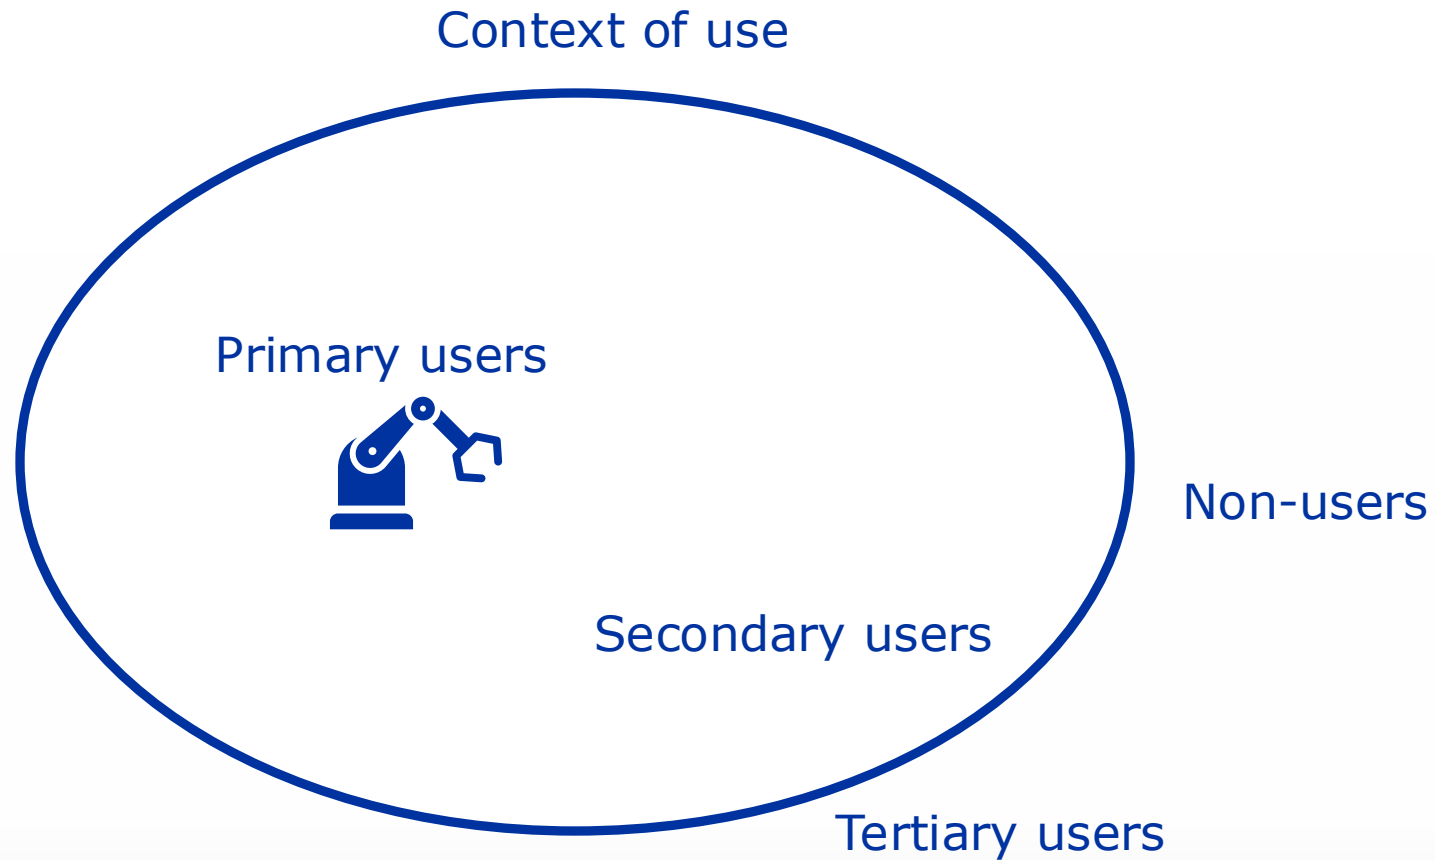 Context of use
Primary users
Non-users
Secondary users
Tertiary users